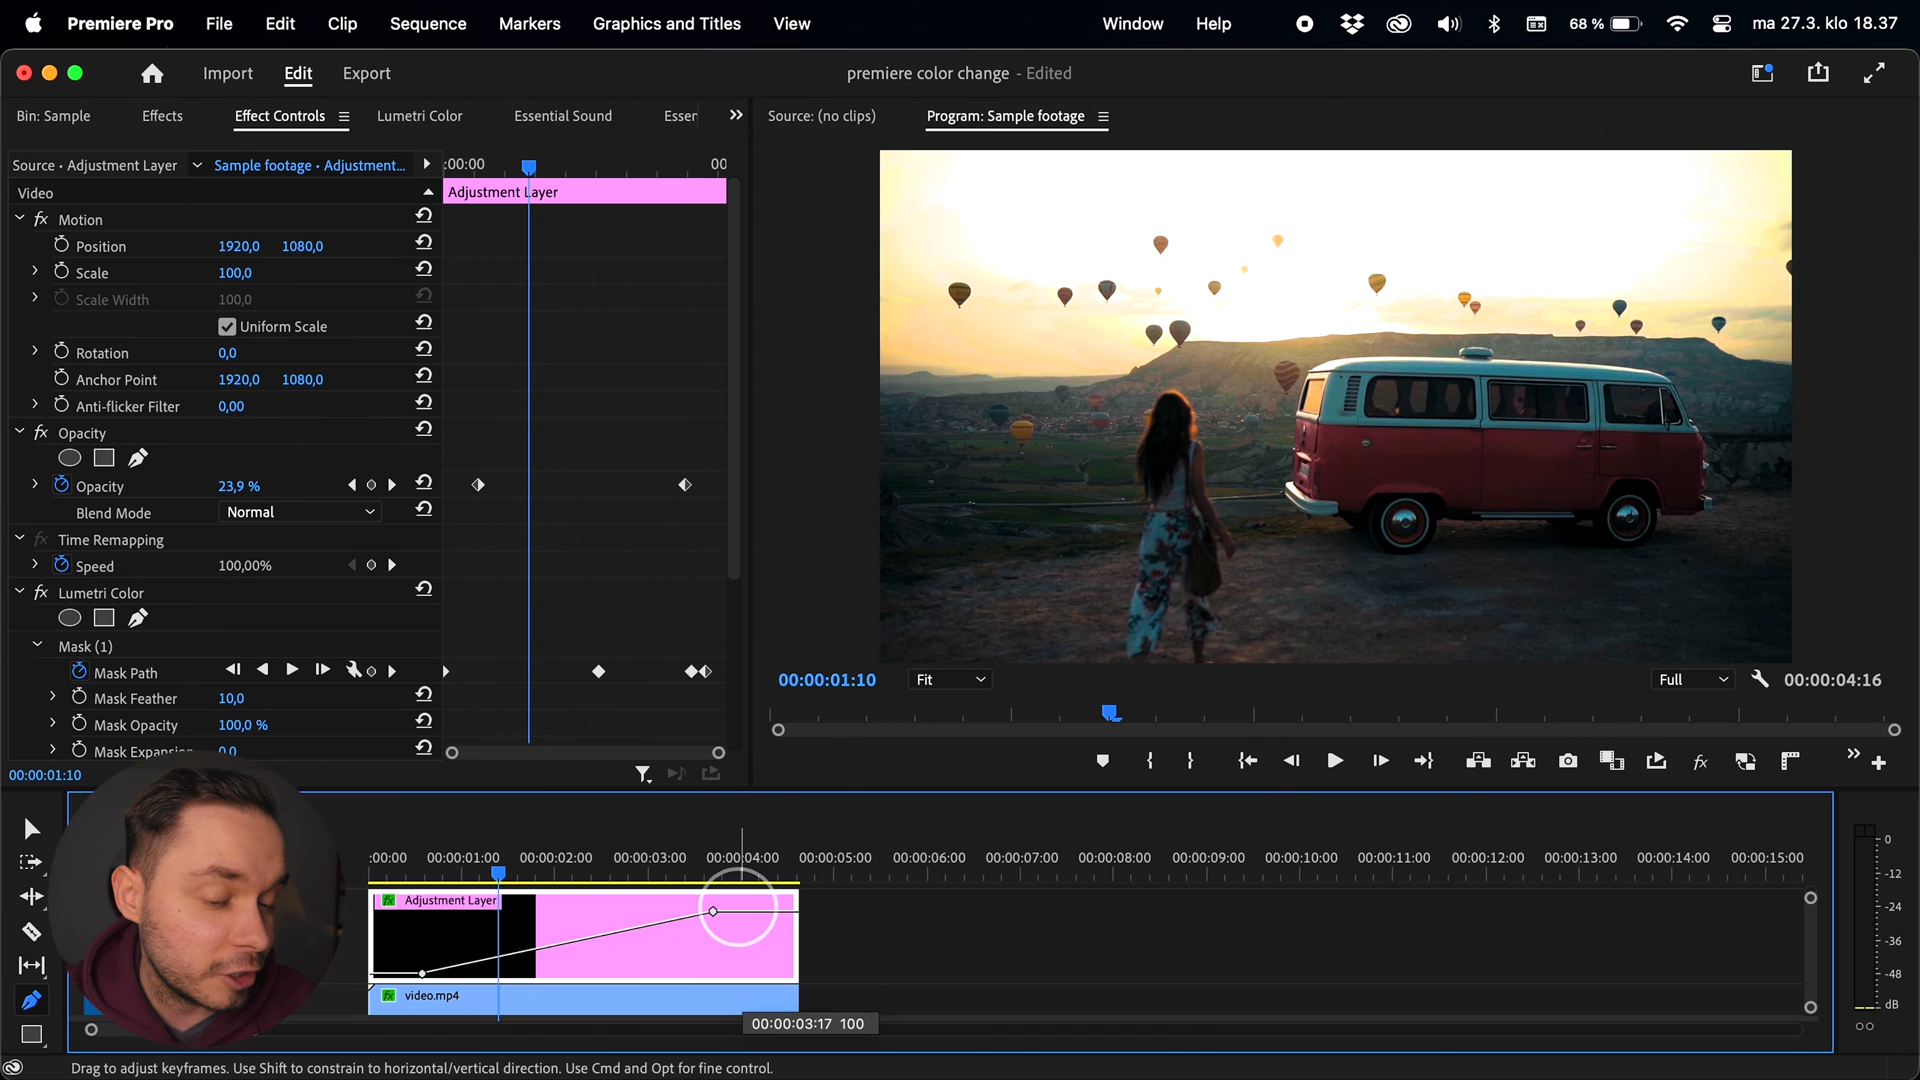 Premiere Pro File Edit Clip Sequence Markers Graphics and Titles View Window Help 68 % ma 27.3. klo 18.37
Import Edit Export premiere color change - Edited
Bin: Sample Effects Effect Controls Lumetri Color Essential Sound Esser Source: (no clips) Program: Sample footage
Source • Adjustment Layer Sample footage • Adjustment... :00:00 00
Video Adjustment Layer
fx Motion
Position 1920,0 1080,0
Scale 100,0
Scale Width 100,0
Uniform Scale
Rotation 0,0
Anchor Point 1920,0 1080,0
Anti-flicker Filter 0,00
fx Opacity
Opacity 23,9 %
Blend Mode Normal
fx Time Remapping
Speed 100,00%
fx Lumetri Color
Mask (1)
Mask Path
00:00:01:10 Fit Full 00:00:04:16
Mask Feather 10,0
Mask Opacity 100,0 %
Mask Expansion 0,0
fx
00:00:01:10
:00:00 00:00:01:00 00:00:02:00 00:00:03:00 00:00:04:00 00:00:05:00 00:00:06:00 00:00:07:00 00:00:08:00 00:00:09:00 00:00:10:00 00:00:11:00 00:00:12:00 00:00:13:00 00:00:14:00 00:00:15:00
fx Adjustment Layer
fx video.mp4
00:00:03:17 100
0
-12
-24
-36
-48
dB
Drag to adjust keyframes. Use Shift to constrain to horizontal/vertical direction. Use Cmd and Opt for fine control.